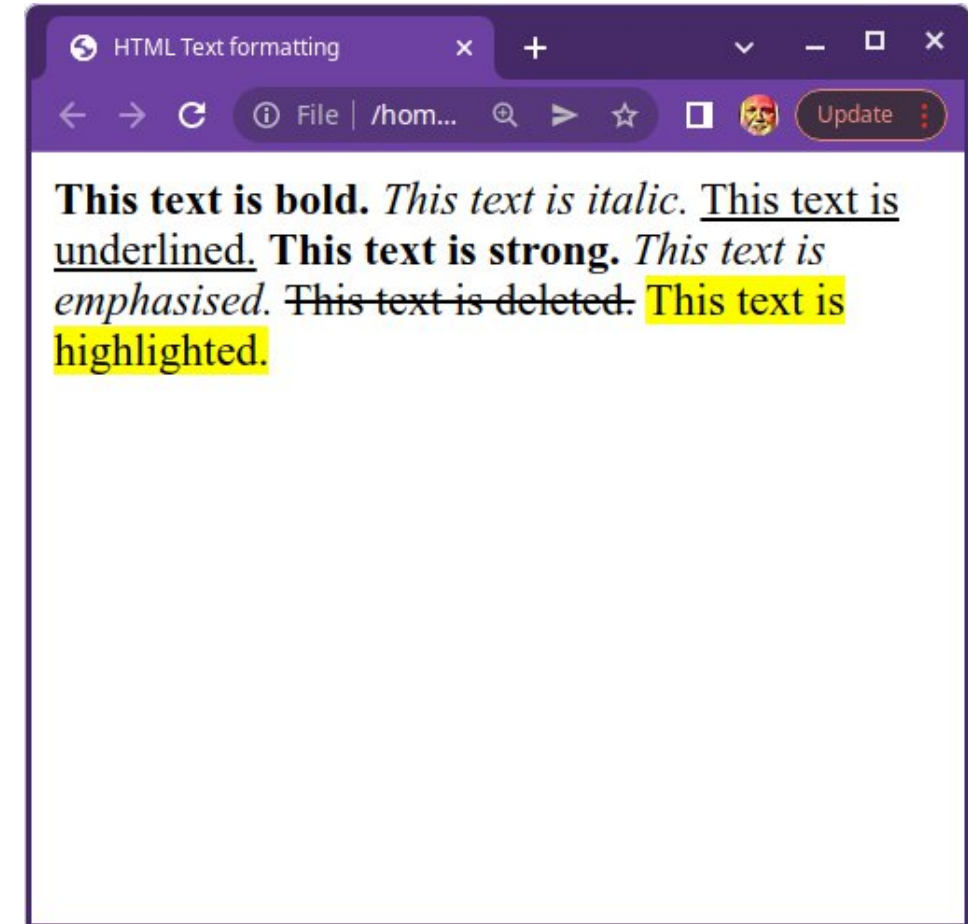 HTML Text formatting
File /hom... Update
This text is bold. This text is italic. This text is
underlined. This text is strong. This text is
emphasised. This text is deleted. This text is
highlighted.